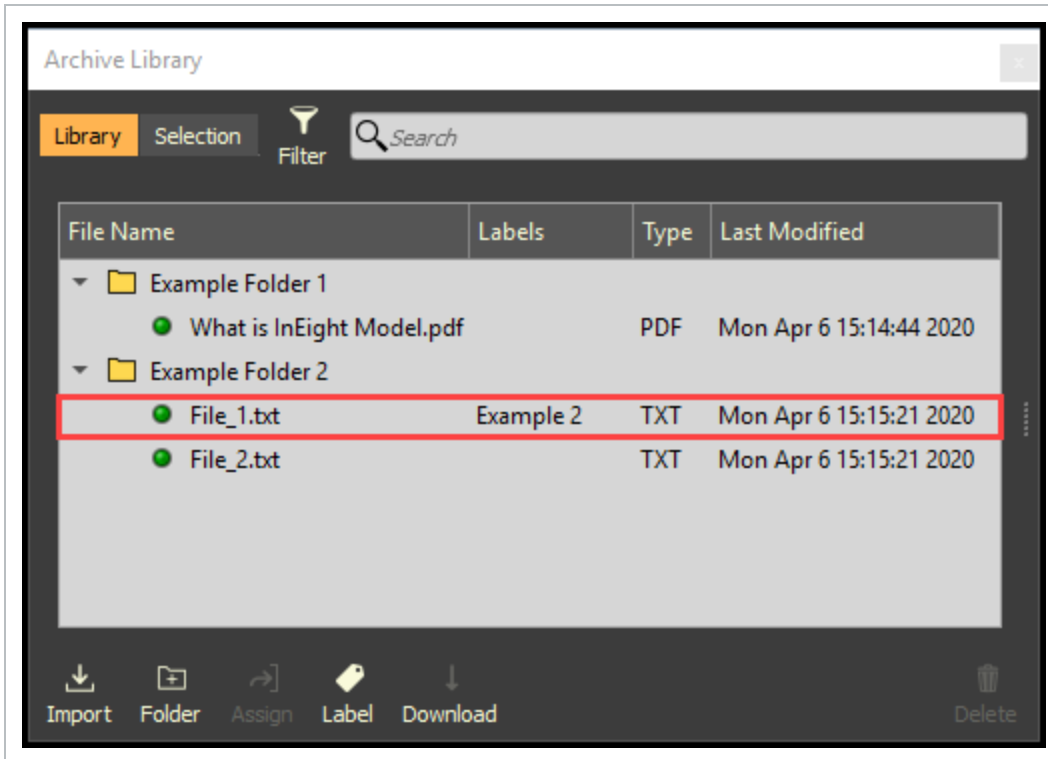 Archive Library
x
Library Selection Filter Search
File Name Labels Type Last Modified
Example Folder 1
What is InEight Model.pdf PDF Mon Apr 6 15:14:44 2020
Example Folder 2
File_1.txt Example 2 TXT Mon Apr 6 15:15:21 2020
File_2.txt TXT Mon Apr 6 15:15:21 2020
Import Folder Assign Label Download Delete